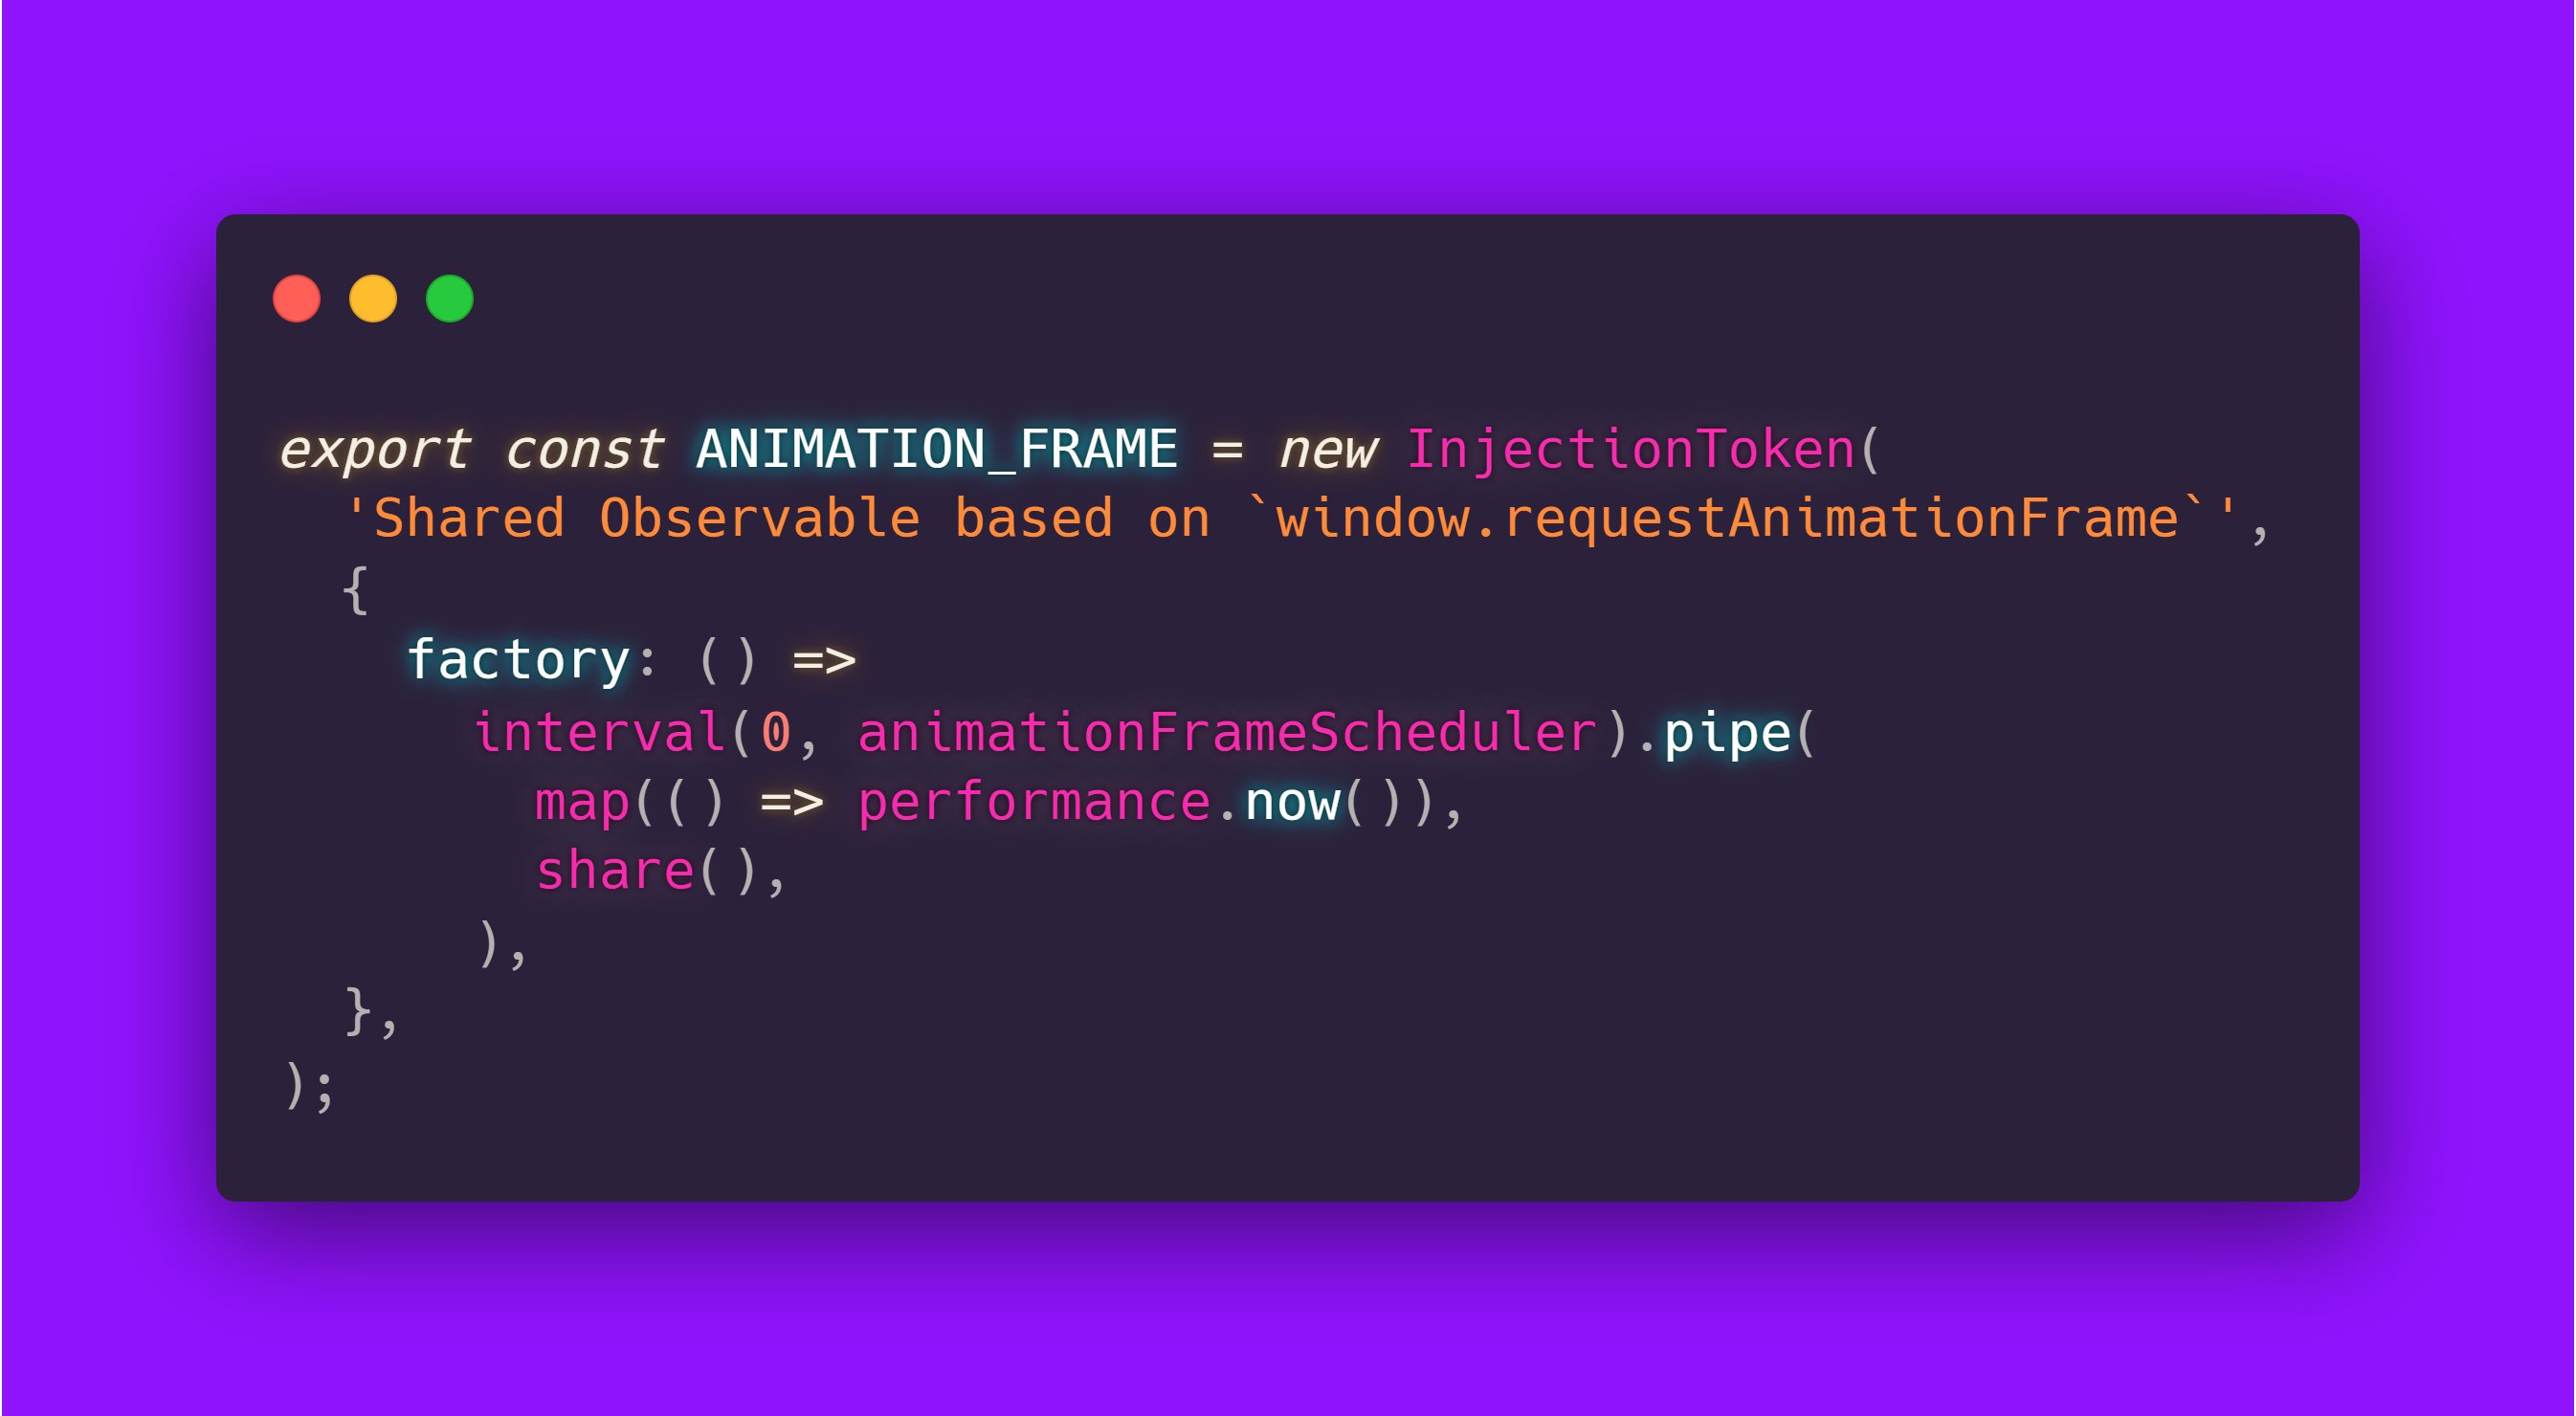 export const ANIMATION_FRAME = new InjectionToken(
  'Shared Observable based on `window.requestAnimationFrame`',
  {
    factory: () =>
      interval(0, animationFrameScheduler).pipe(
        map(() => performance.now()),
        share(),
      ),
  },
);